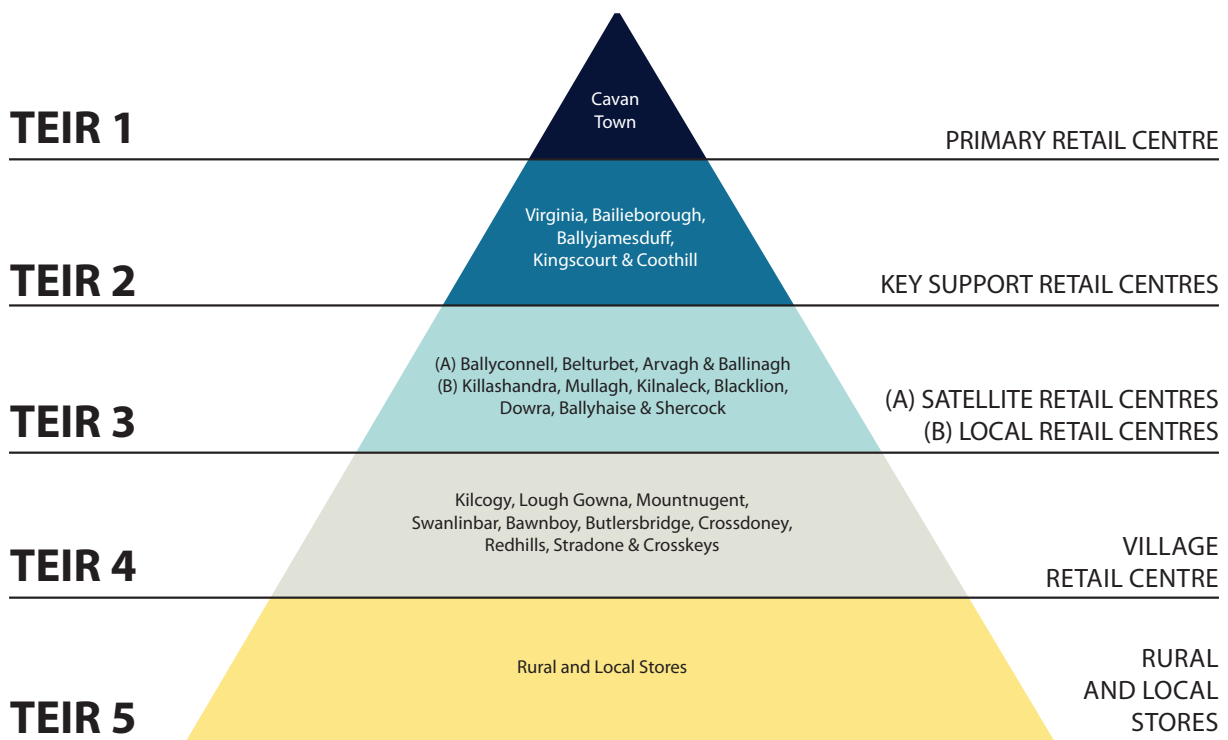 Cavan
Town
TEIR 1
PRIMARY RETAIL CENTRE
Virginia, Bailieborough,
Ballyjamesduff,
Kingscourt & Coothill
TEIR 2
KEY SUPPORT RETAIL CENTRES
(A) Ballyconnell, Belturbet, Arvagh & Ballinagh
(B) Killashandra, Mullagh, Kilnaleck, Blacklion,
Dowra, Ballyhaise & Shercock
TEIR 3
(A) SATELLITE RETAIL CENTRES
(B) LOCAL RETAIL CENTRES
Kilcogy, Lough Gowna, Mountnugent,
Swanlinbar, Bawnboy, Butlersbridge, Crossdoney,
Redhills, Stradone & Crosskeys
TEIR 4
VILLAGE
RETAIL CENTRE
Rural and Local Stores
TEIR 5
RURAL
AND LOCAL
STORES